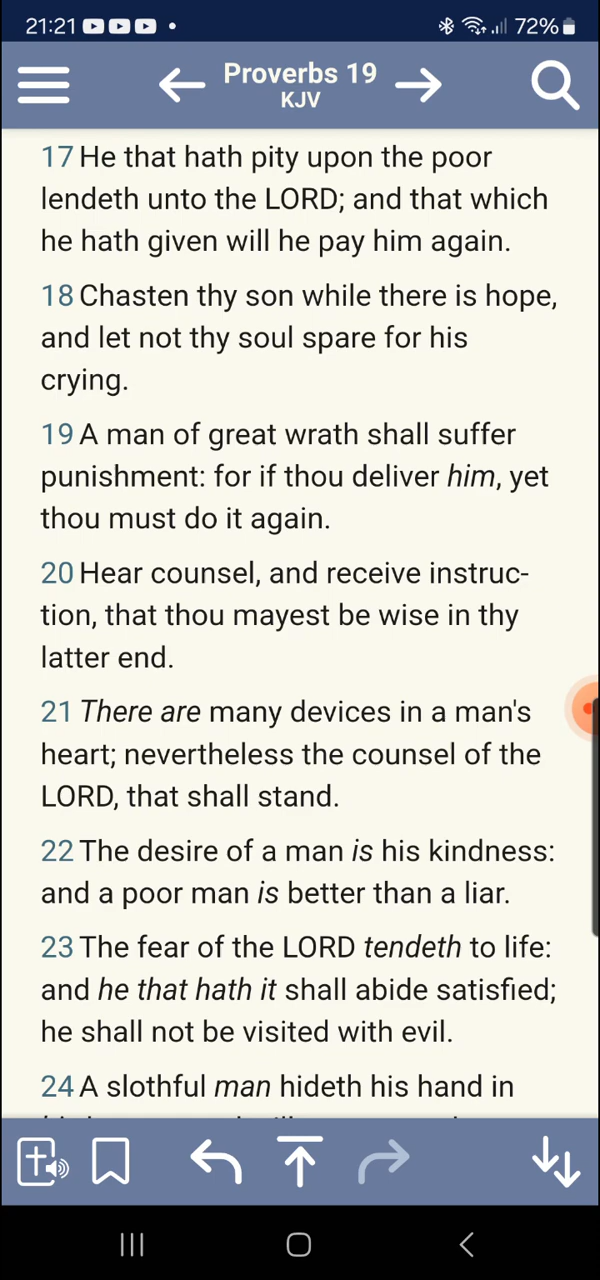 21:21 72%
Proverbs 19
KJV
17 He that hath pity upon the poor
lendeth unto the LORD; and that which
he hath given will he pay him again.
18 Chasten thy son while there is hope,
and let not thy soul spare for his
crying.
19 A man of great wrath shall suffer
punishment: for if thou deliver him, yet
thou must do it again.
20 Hear counsel, and receive instruc-
tion, that thou mayest be wise in thy
latter end.
21 There are many devices in a man's
heart; nevertheless the counsel of the
LORD, that shall stand.
22 The desire of a man is his kindness:
and a poor man is better than a liar.
23 The fear of the LORD tendeth to life:
and he that hath it shall abide satisfied;
he shall not be visited with evil.
24 A slothful man hideth his hand in